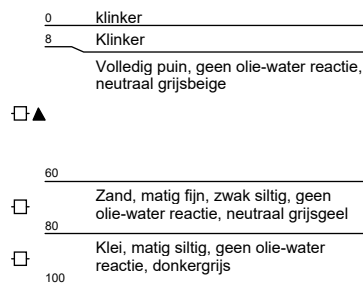 0 klinker
8 Klinker
Volledig puin, geen olie-water reactie,
neutraal grijsbeige
60
Zand, matig fijn, zwak siltig, geen
olie-water reactie, neutraal grijsgeel
80
Klei, matig siltig, geen olie-water
reactie, donkergrijs
100